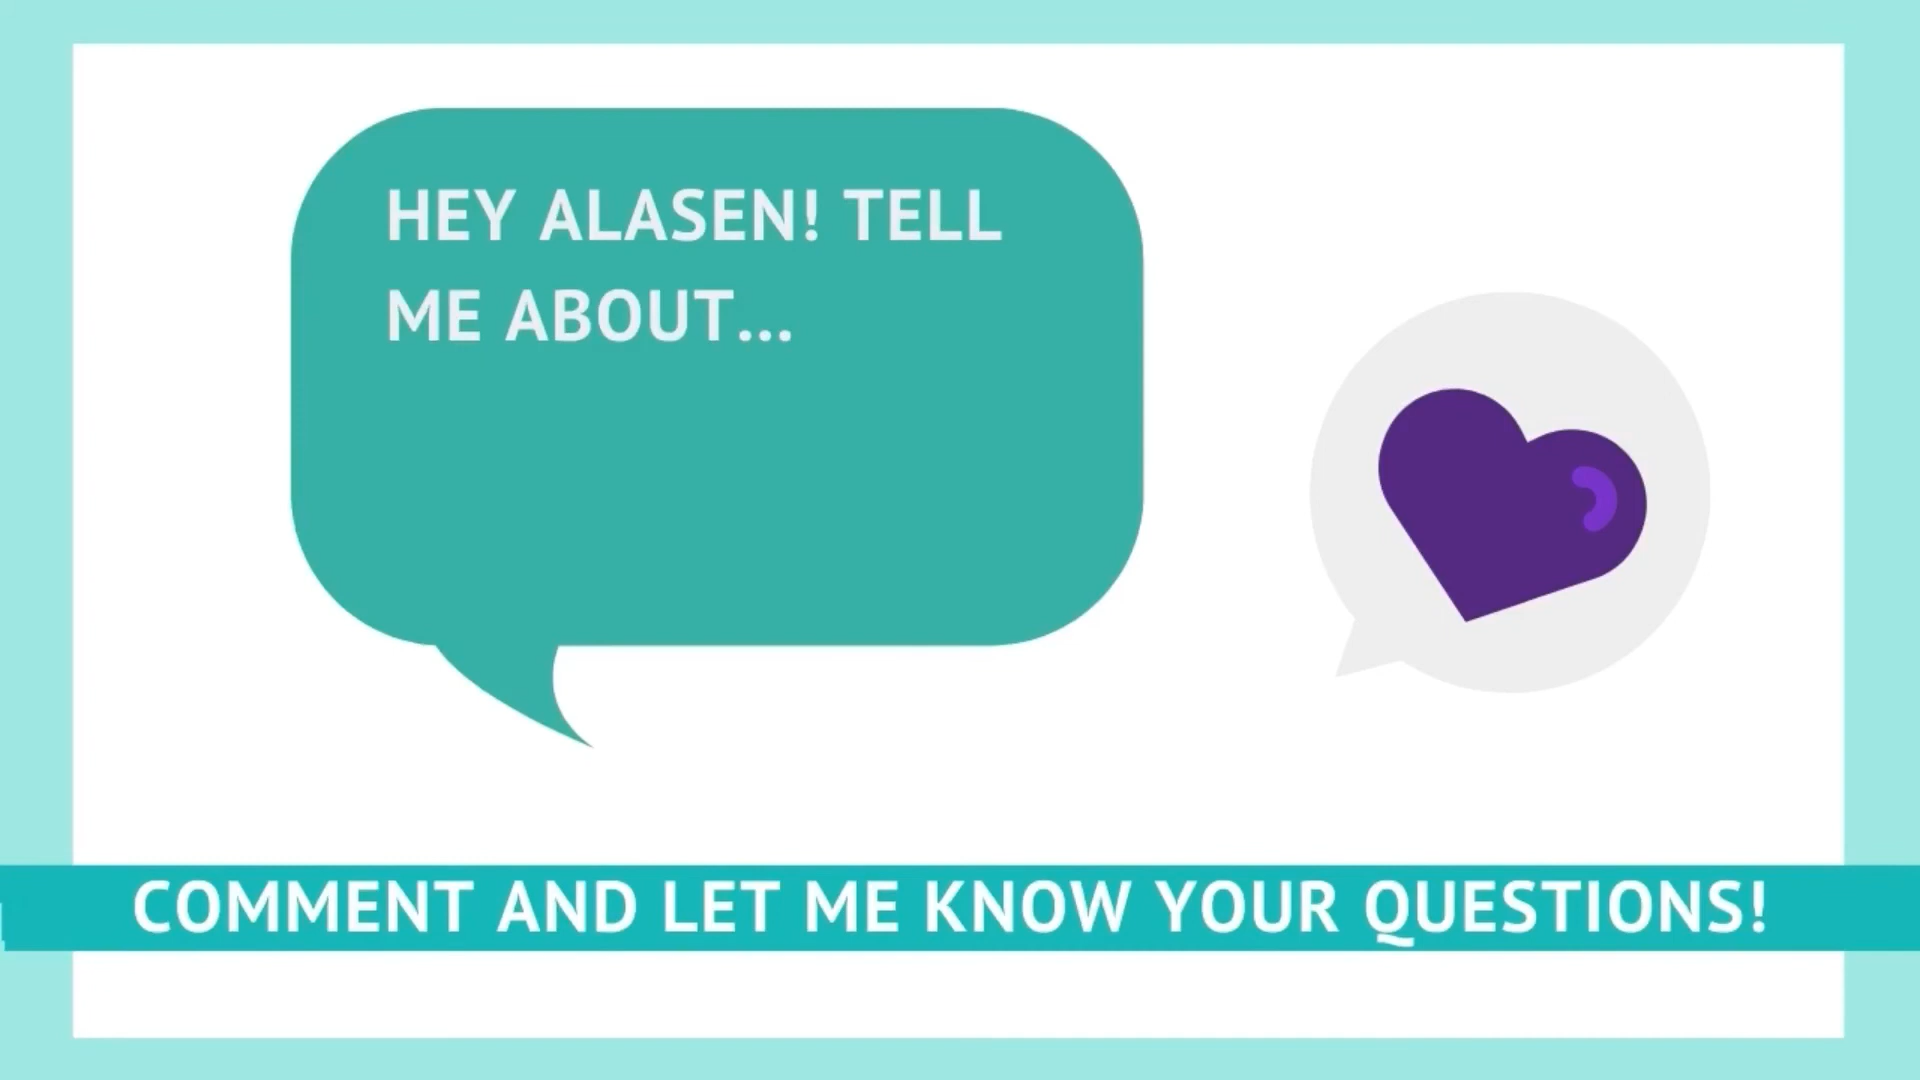 HEY ALASEN! TELL
ME ABOUT...
COMMENT AND LET ME KNOW YOUR QUESTIONS!